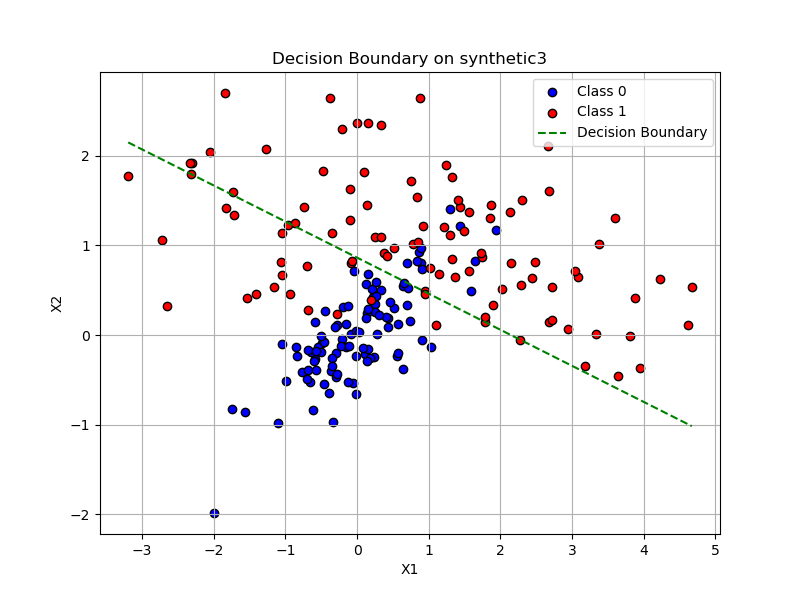 Decision Boundary on synthetic3
Class 0
Class 1
Decision Boundary
X2
2
1
0
−1
−2
−3
−2
−1
0
1
2
3
4
5
X1